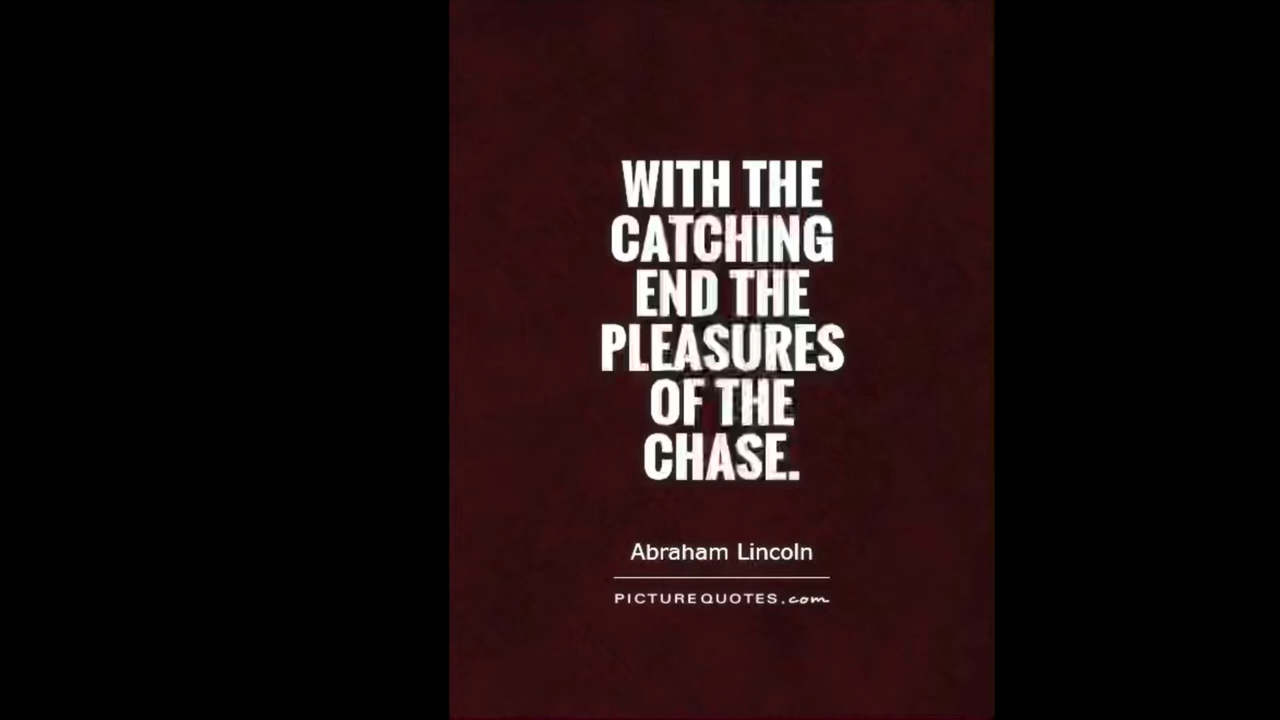 WITH THE
CATCHING
END THE
PLEASURES
OF THE
CHASE.
Abraham Lincoln
PICTUREQUOTES.com